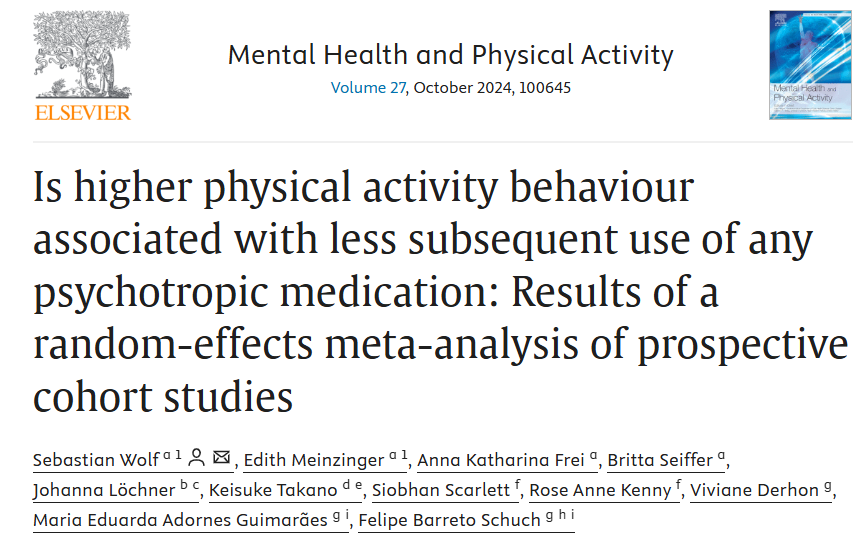 ELSEVIER
Mental Health and Physical Activity
Volume 27, October 2024, 100645
Mental Health and
Physical Activity
Is higher physical activity behaviour
associated with less subsequent use of any
psychotropic medication: Results of a
random-effects meta-analysis of prospective
cohort studies
Sebastian Wolf a 1, Edith Meinzinger a 1, Anna Katharina Frei a, Britta Seiffer a,
Johanna Löchner b c, Keisuke Takano d e, Siobhan Scarlett f, Rose Anne Kenny f, Viviane Derhon g,
Maria Eduarda Adornes Guimarães g i, Felipe Barreto Schuch g h i